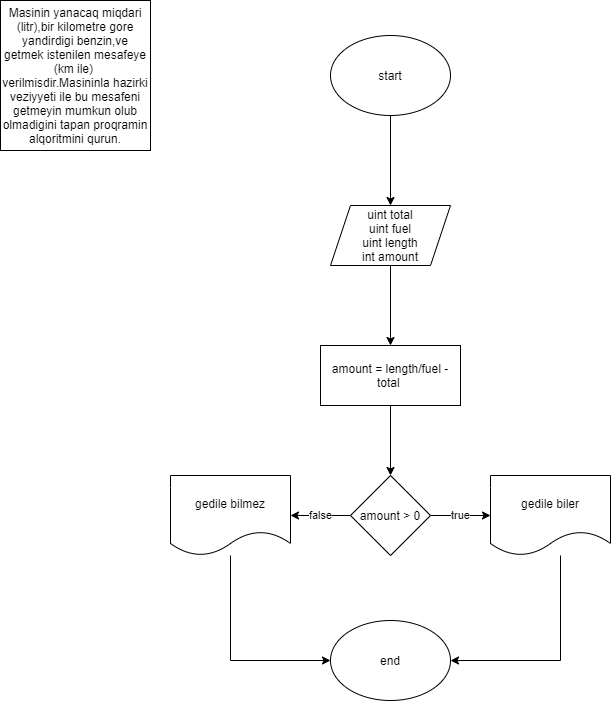 Masinin yanacaq miqdari
(litr),bir kilometre gore
yandirdigi benzin,ve
getmek istenilen mesafeye
(km ile)
verilmisdir.Masininla hazirki
veziyyeti ile bu mesafeni
getmeyin mumkun olub
olmadigini tapan proqramin
alqoritmini qurun.
start
uint total
uint fuel
uint length
int amount
amount = length/fuel -
total
gedile bilmez
false
amount > 0
true
gedile biler
end